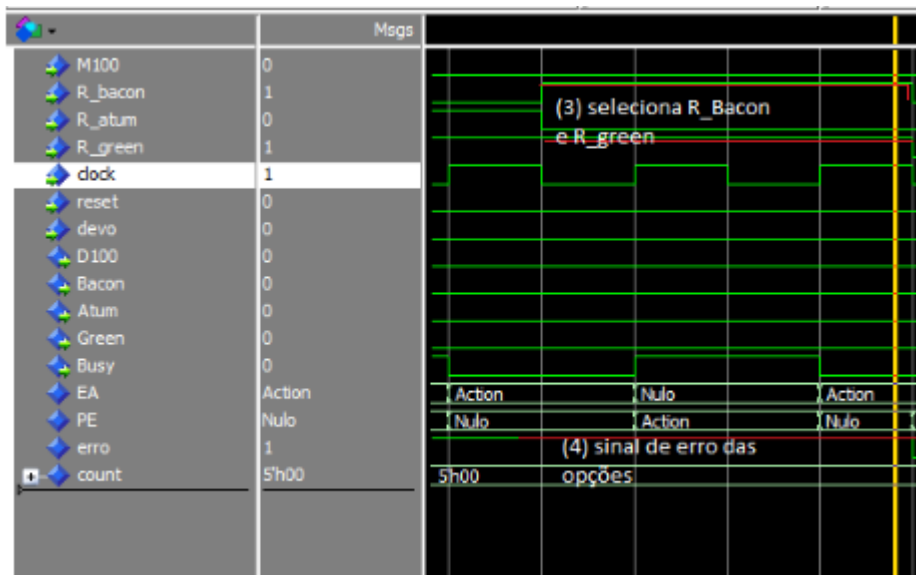 Msgs
M100 0
R_bacon 1
R_atum 0
R_green 1
clock 1
reset 0
devo 0
D100 0
Bacon 0
Atum 0
Green 0
Busy 0
EA Action Action Nulo Action
PE Nulo Nulo Action Nulo
erro 1
count 5'h00 5'h00
(3) seleciona R_Bacon
e R_green
(4) sinal de erro das
opções